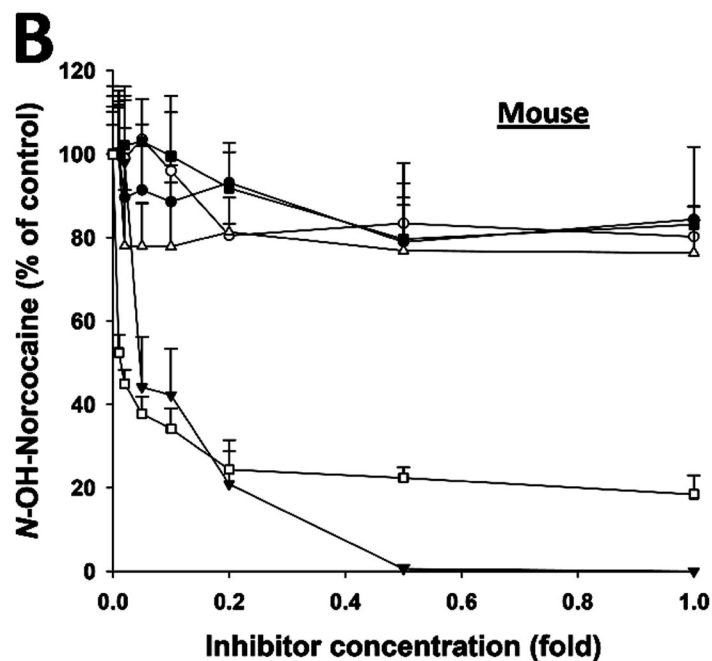 B
Mouse
N-OH-Norcocaine (% of control)
120
100
80
60
40
20
0
0.0 0.2 0.4 0.6 0.8 1.0
Inhibitor concentration (fold)